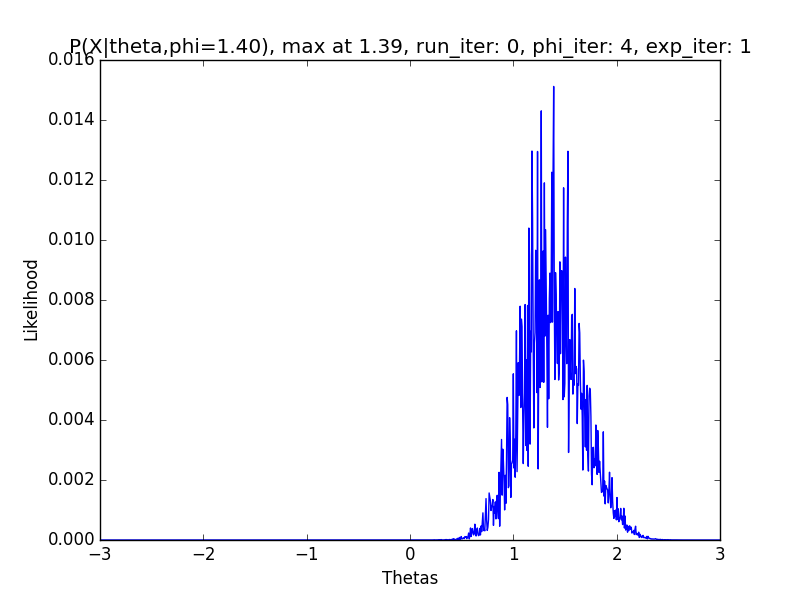 P(X|theta,phi=1.40), max at 1.39, run_iter: 0, phi_iter: 4, exp_iter: 1
0.016
0.014
0.012
0.010
0.008
0.006
0.004
0.002
0.000
Likelihood
−3 −2 −1 0 1 2 3
Thetas